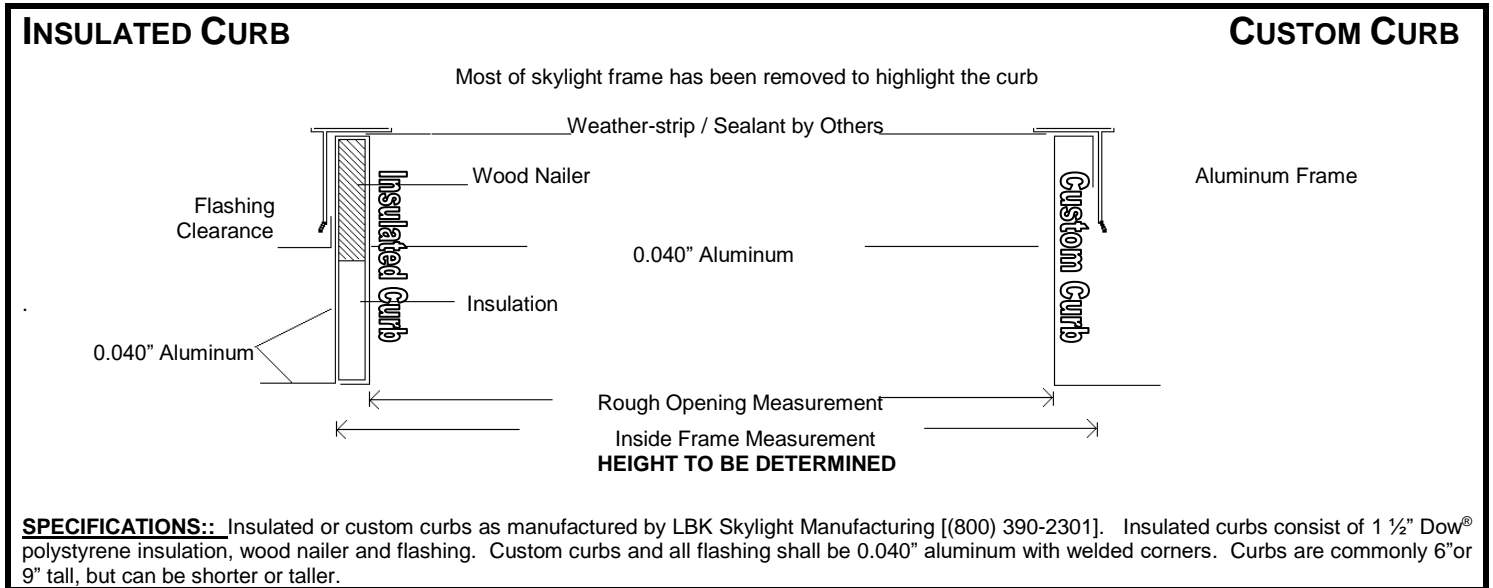 INSULATED CURB
CUSTOM CURB
Most of skylight frame has been removed to highlight the curb
Weather-strip / Sealant by Others
Wood Nailer
Aluminum Frame
Flashing
Clearance
Insulated Curb
Custom Curb
0.040” Aluminum
Insulation
.
0.040” Aluminum
Rough Opening Measurement
Inside Frame Measurement
HEIGHT TO BE DETERMINED
SPECIFICATIONS:: Insulated or custom curbs as manufactured by LBK Skylight Manufacturing [(800) 390-2301]. Insulated curbs consist of 1 ½” Dow®
polystyrene insulation, wood nailer and flashing. Custom curbs and all flashing shall be 0.040” aluminum with welded corners. Curbs are commonly 6”or
9” tall, but can be shorter or taller.